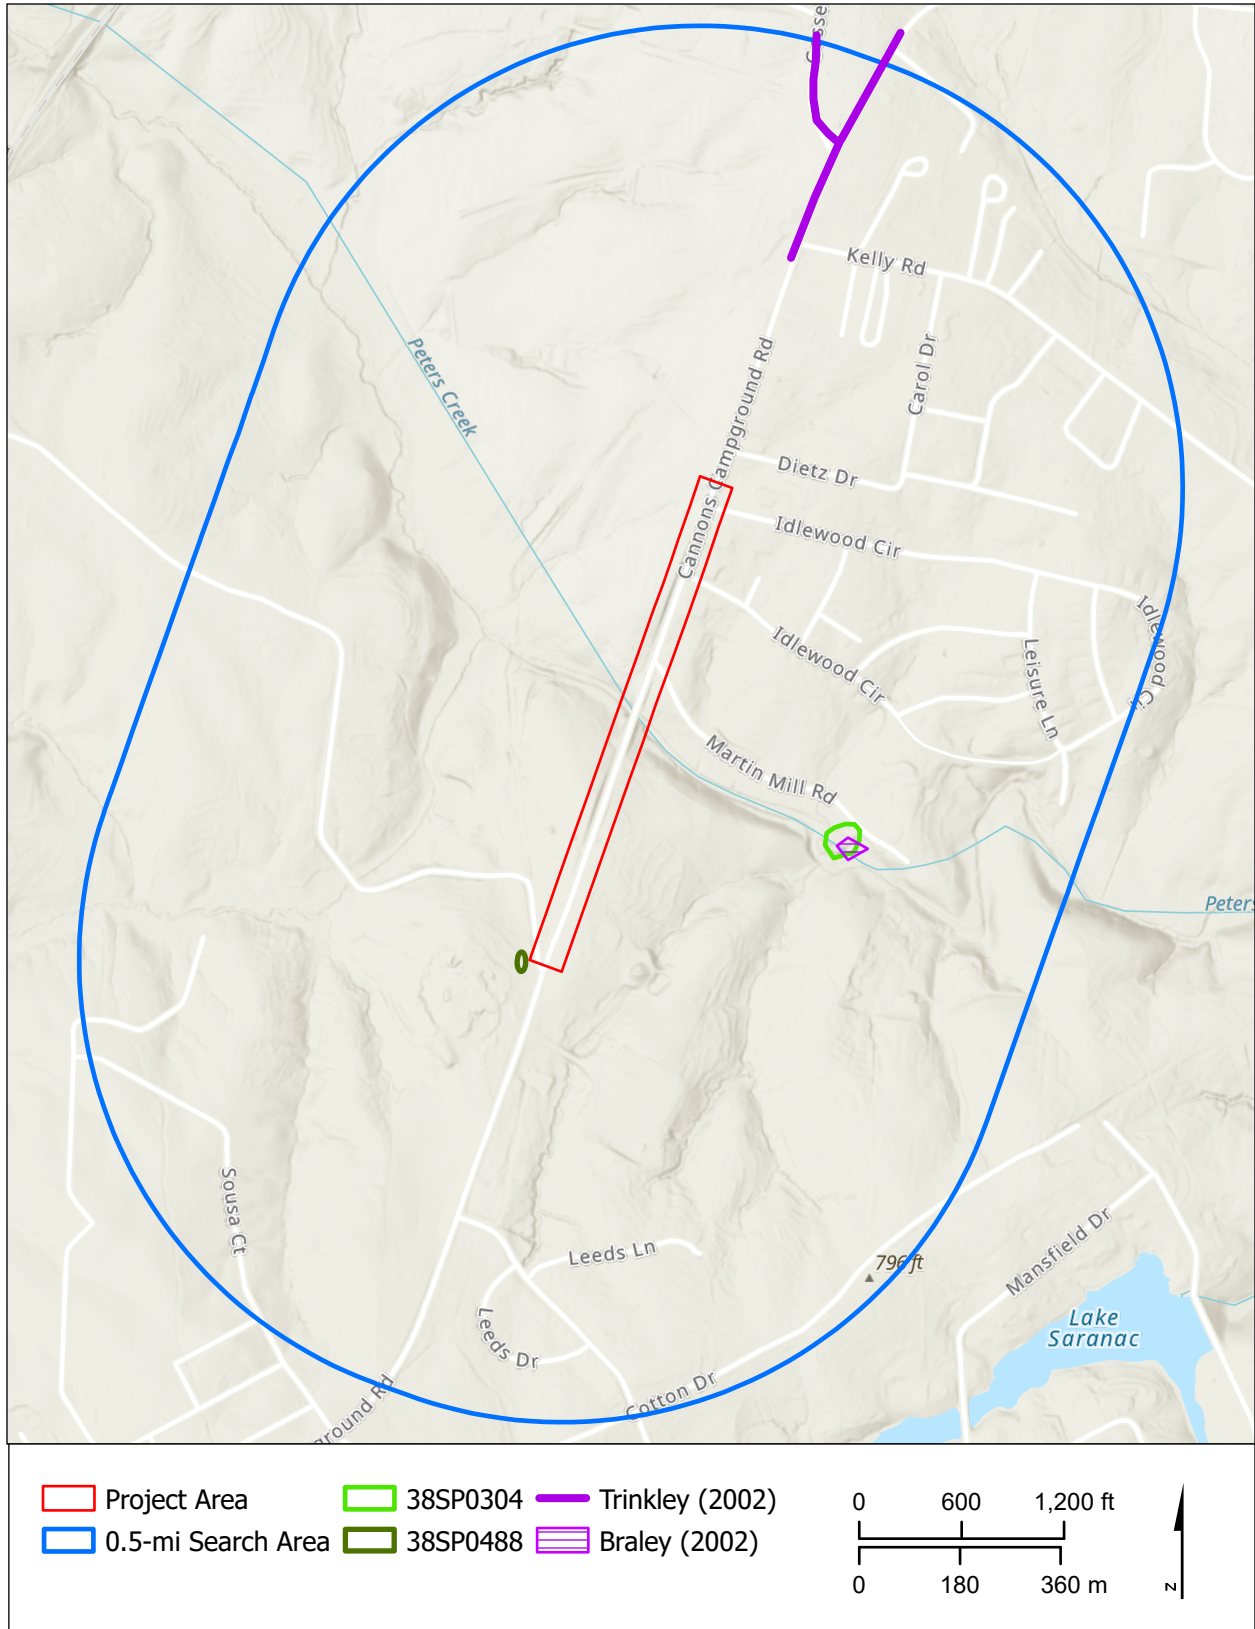 Kelly Rd
Peters Creek
Cannons Campground Rd
Carol Dr
Dietz Dr
Idlewood Cir
Idlewood Cir
Idlewood Cir
Leisure Ln
Martin Mill Rd
Peters
Sousa Ct
Leeds Ln
796 ft
Mansfield Dr
Lake
Saranac
Leeds Dr
Cotton Dr
ground Rd
Project Area
38SP0304
Trinkley (2002)
0.5-mi Search Area
38SP0488
Braley (2002)
0 600 1,200 ft
0 180 360 m
N